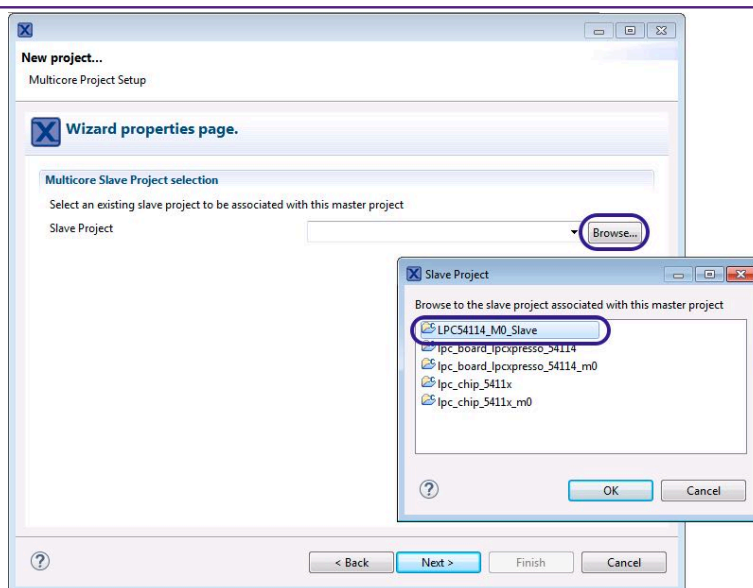 New project...
Multicore Project Setup
Wizard properties page.
Multicore Slave Project selection
Select an existing slave project to be associated with this master project
Slave Project
Browse...
Slave Project
Browse to the slave project associated with this master project
LPC54114_M0_Slave
lpc_board_lpcxpresso_54114
lpc_board_lpcxpresso_54114_m0
lpc_chip_5411x
lpc_chip_5411x_m0
OK Cancel
< Back Next > Finish Cancel